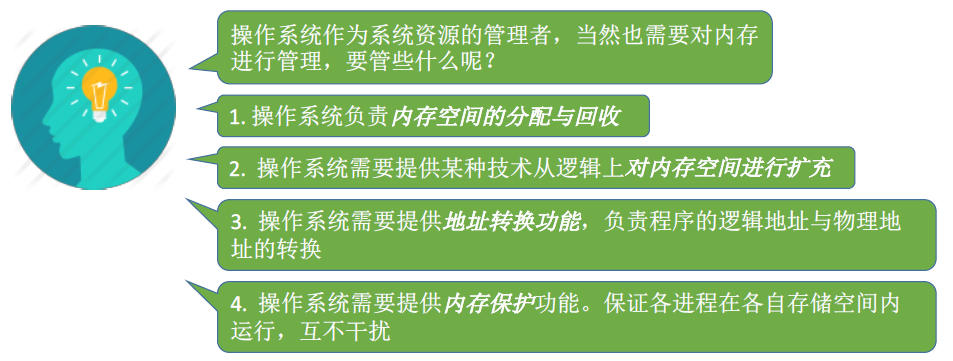 操作系统作为系统资源的管理者，当然也需要对内存
进行管理，要管些什么呢？
1. 操作系统负责内存空间的分配与回收
2. 操作系统需要提供某种技术从逻辑上对内存空间进行扩充
3. 操作系统需要提供地址转换功能，负责程序的逻辑地址与物理地
址的转换
4. 操作系统需要提供内存保护功能。保证各进程在各自存储空间内
运行，互不干扰